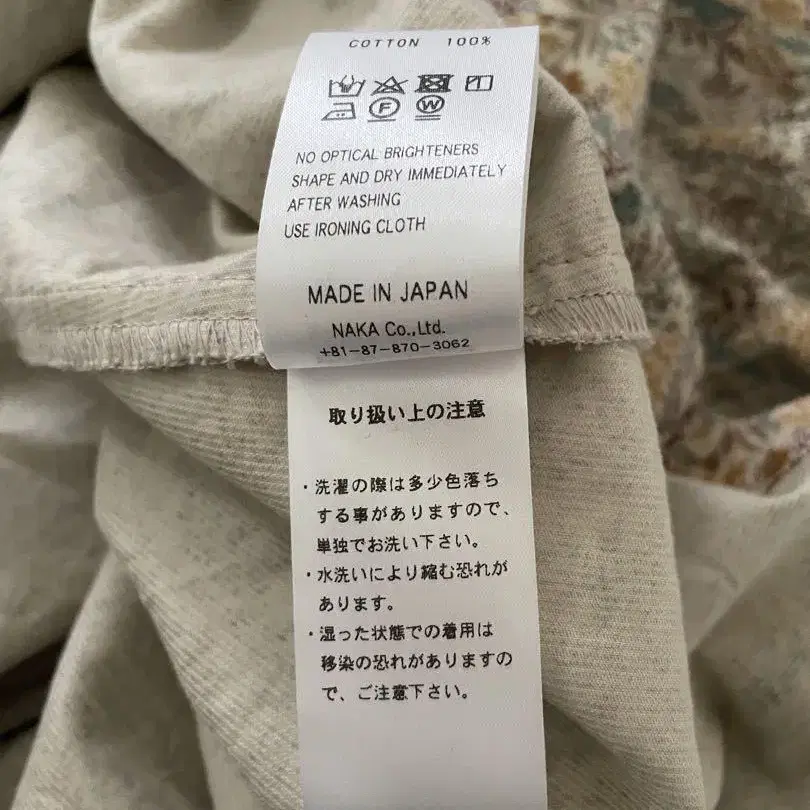 COTTON 100%
F W
NO OPTICAL BRIGHTENERS
SHAPE AND DRY IMMEDIATELY
AFTER WASHING
USE IRONING CLOTH
MADE IN JAPAN
NAKA Co.,Ltd.
+81-87-870-3062
取り扱い上の注意
・洗濯の際は多少色落ち
する事がありますので、
単独でお洗い下さい。
・水洗いにより縮む恐れが
あります。
・湿った状態での着用は
移染の恐れがありますの
で、ご注意下さい。